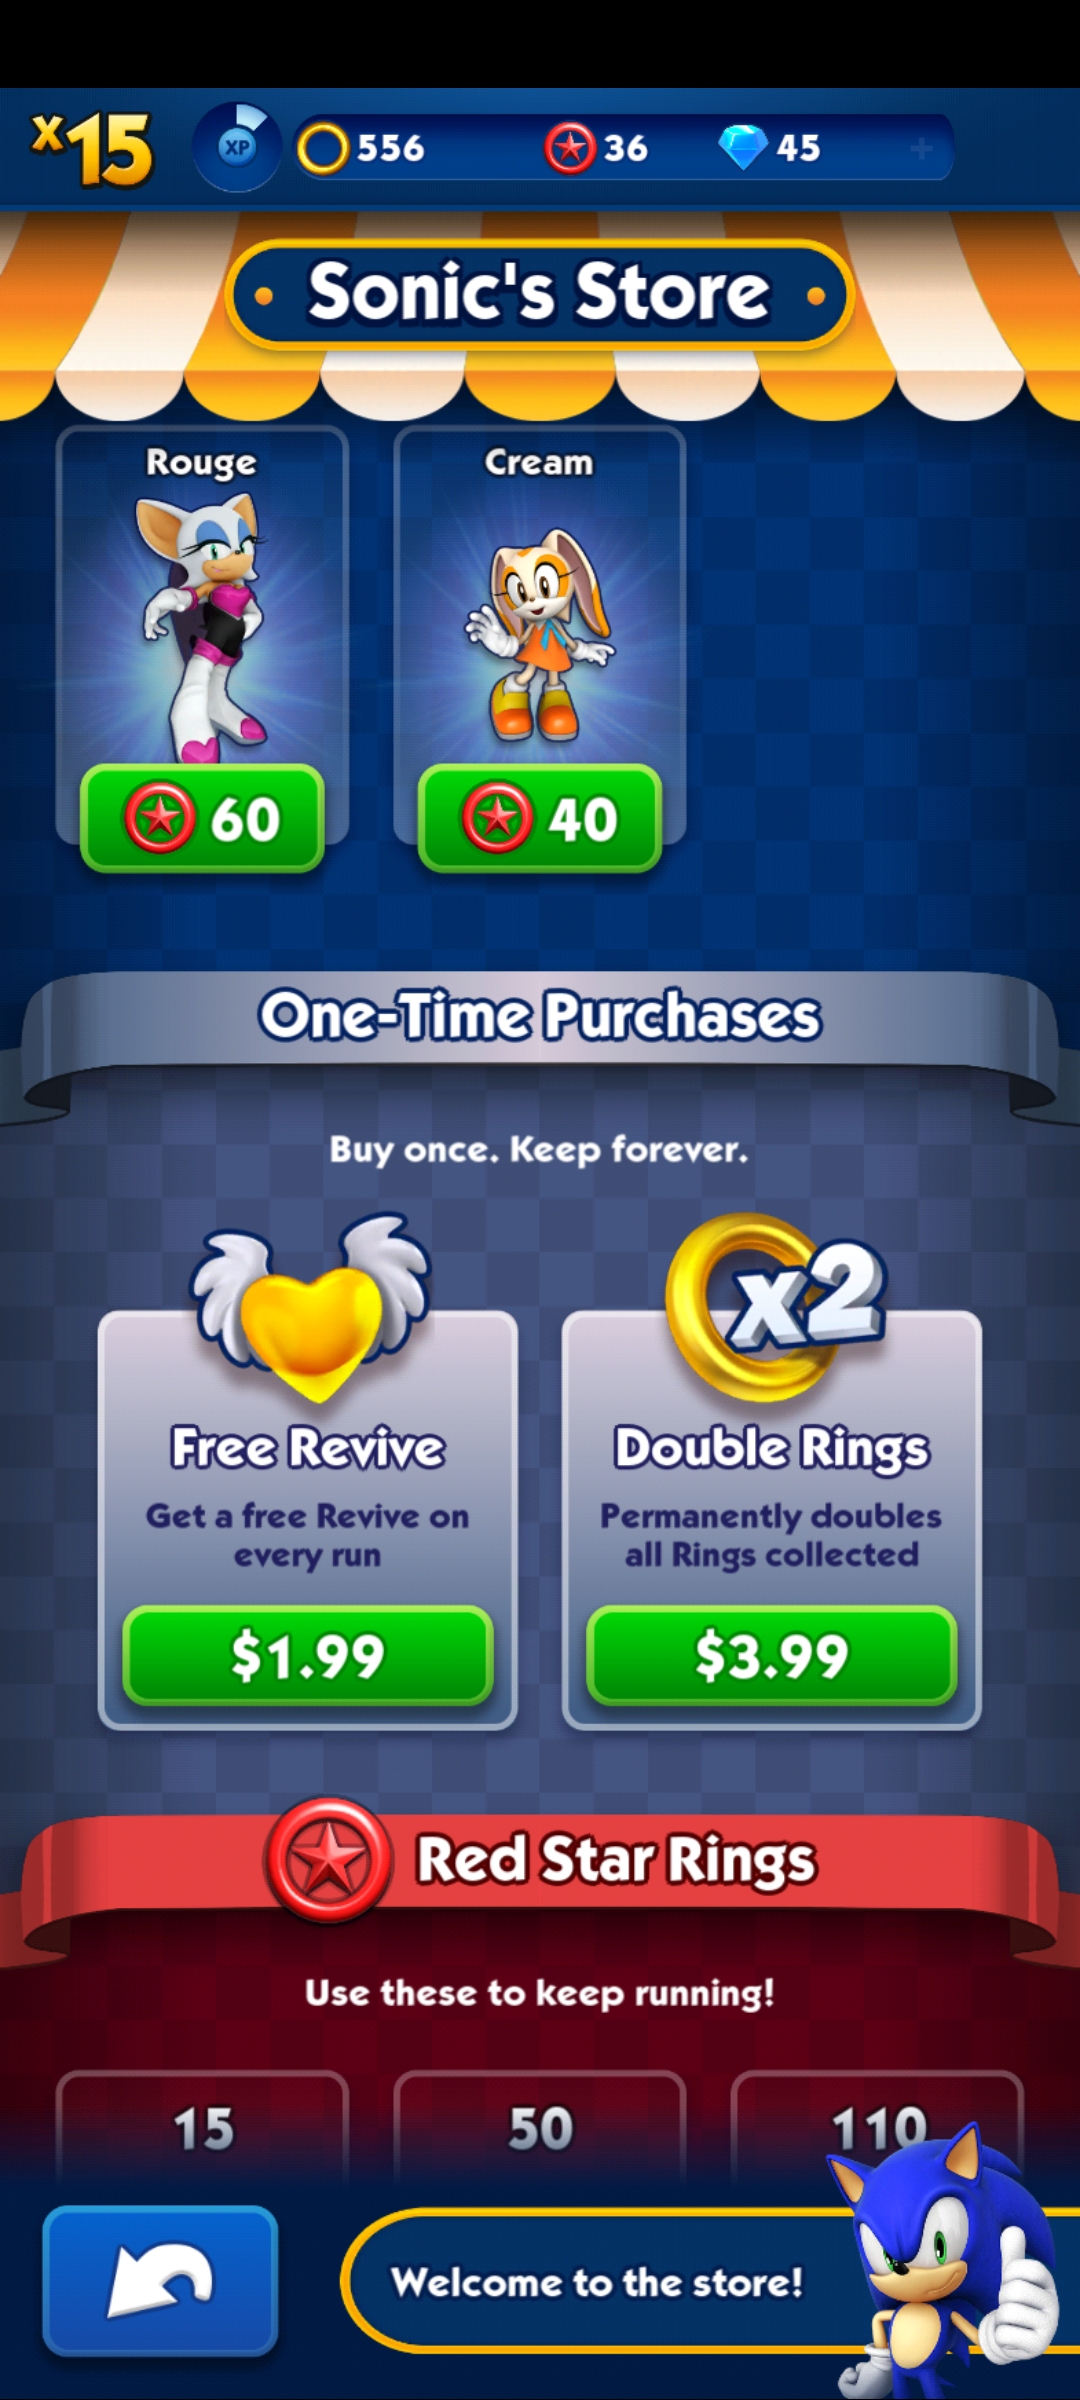 x15
XP
556
36
45
Sonic's Store
Rouge
Cream
60
40
One-Time Purchases
Buy once. Keep forever.
x2
Free Revive
Double Rings
Get a free Revive on
every run
Permanently doubles
all Rings collected
$1.99
$3.99
Red Star Rings
Use these to keep running!
15
50
110
Welcome to the store!